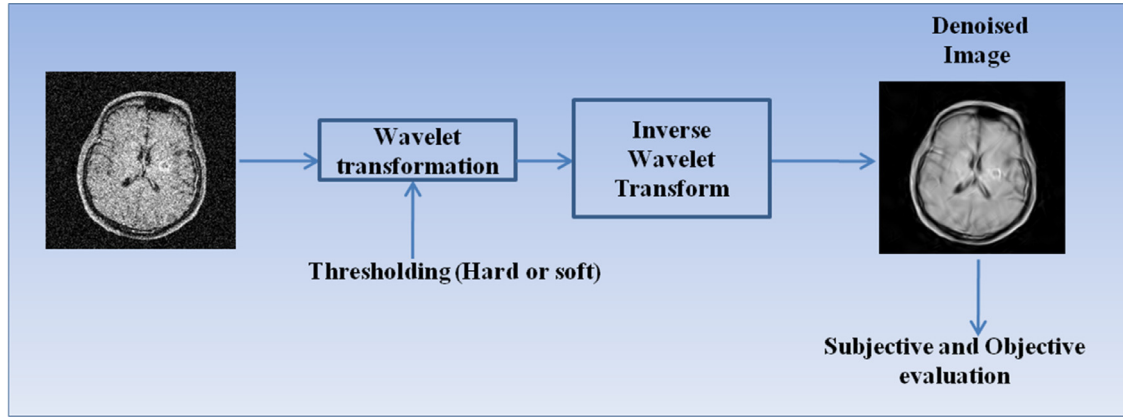 Wavelet
transformation
Thresholding (Hard or soft)
Inverse
Wavelet
Transform
Denoised
Image
Subjective and Objective
evaluation